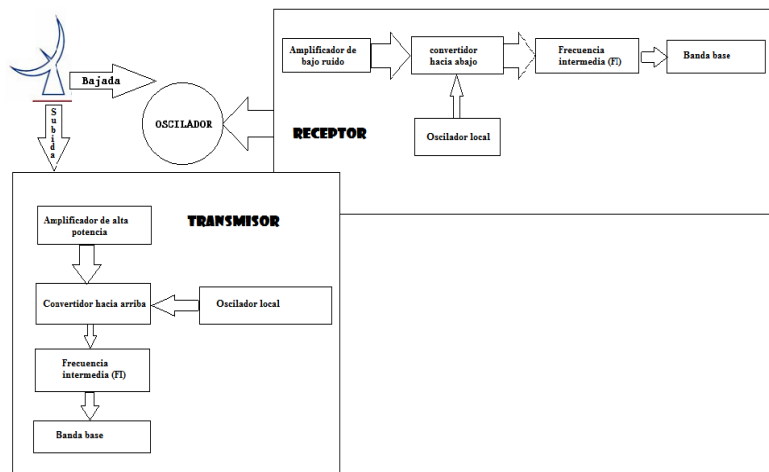 Bajada
Subida
OSCILADOR
RECEPTOR
Amplificador de
bajo ruido
convertidor
hacia abajo
Frecuencia
intermedia (FI)
Banda base
Oscilador local
TRANSMISOR
Amplificador de alta
potencia
Convertidor hacia arriba
Oscilador local
Frecuencia
intermedia (FI)
Banda base